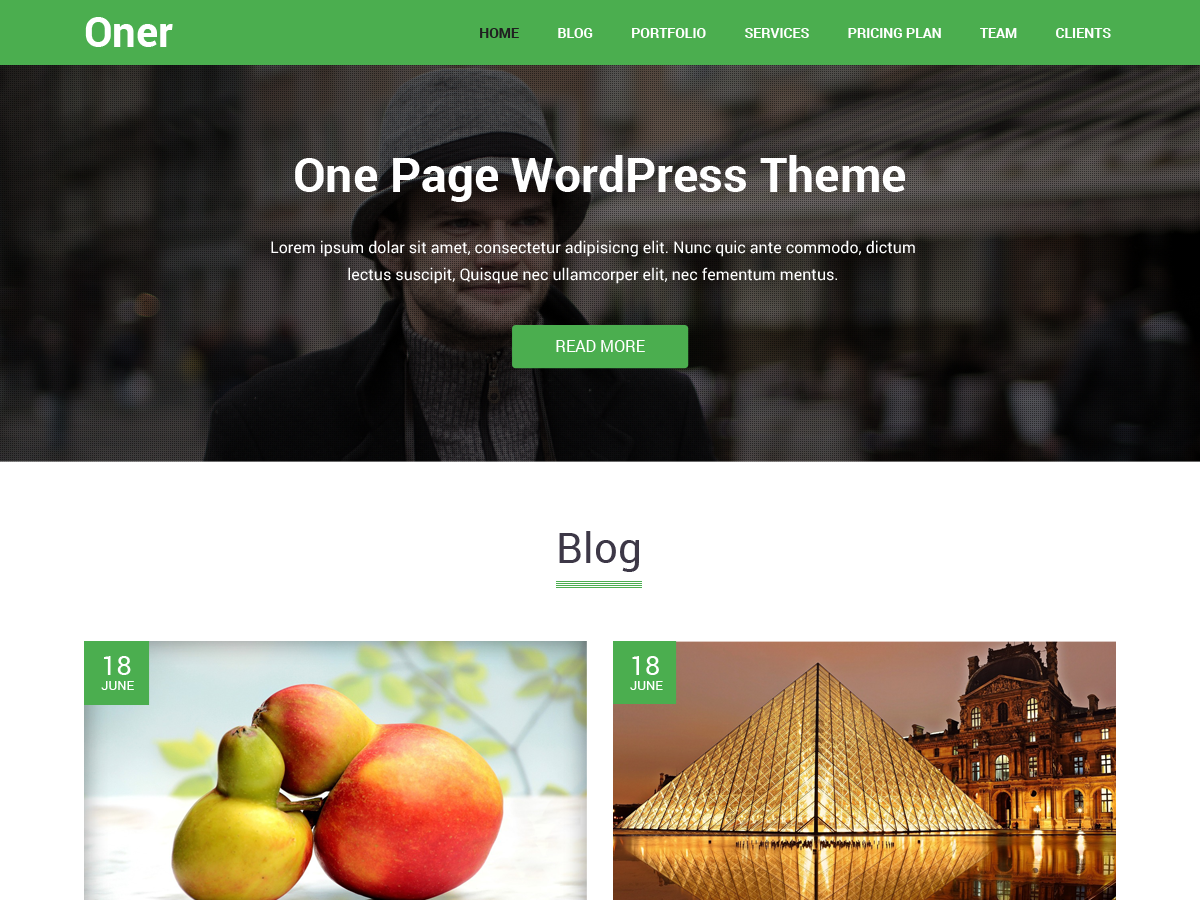 Oner
HOME BLOG PORTFOLIO SERVICES PRICING PLAN TEAM CLIENTS
One Page WordPress Theme
Lorem ipsum dolar sit amet, consectetur adipisicng elit. Nunc quic ante commodo, dictum
lectus suscipit, Quisque nec ullamcorper elit, nec fementum mentus.
READ MORE
Blog
18
JUNE
18
JUNE